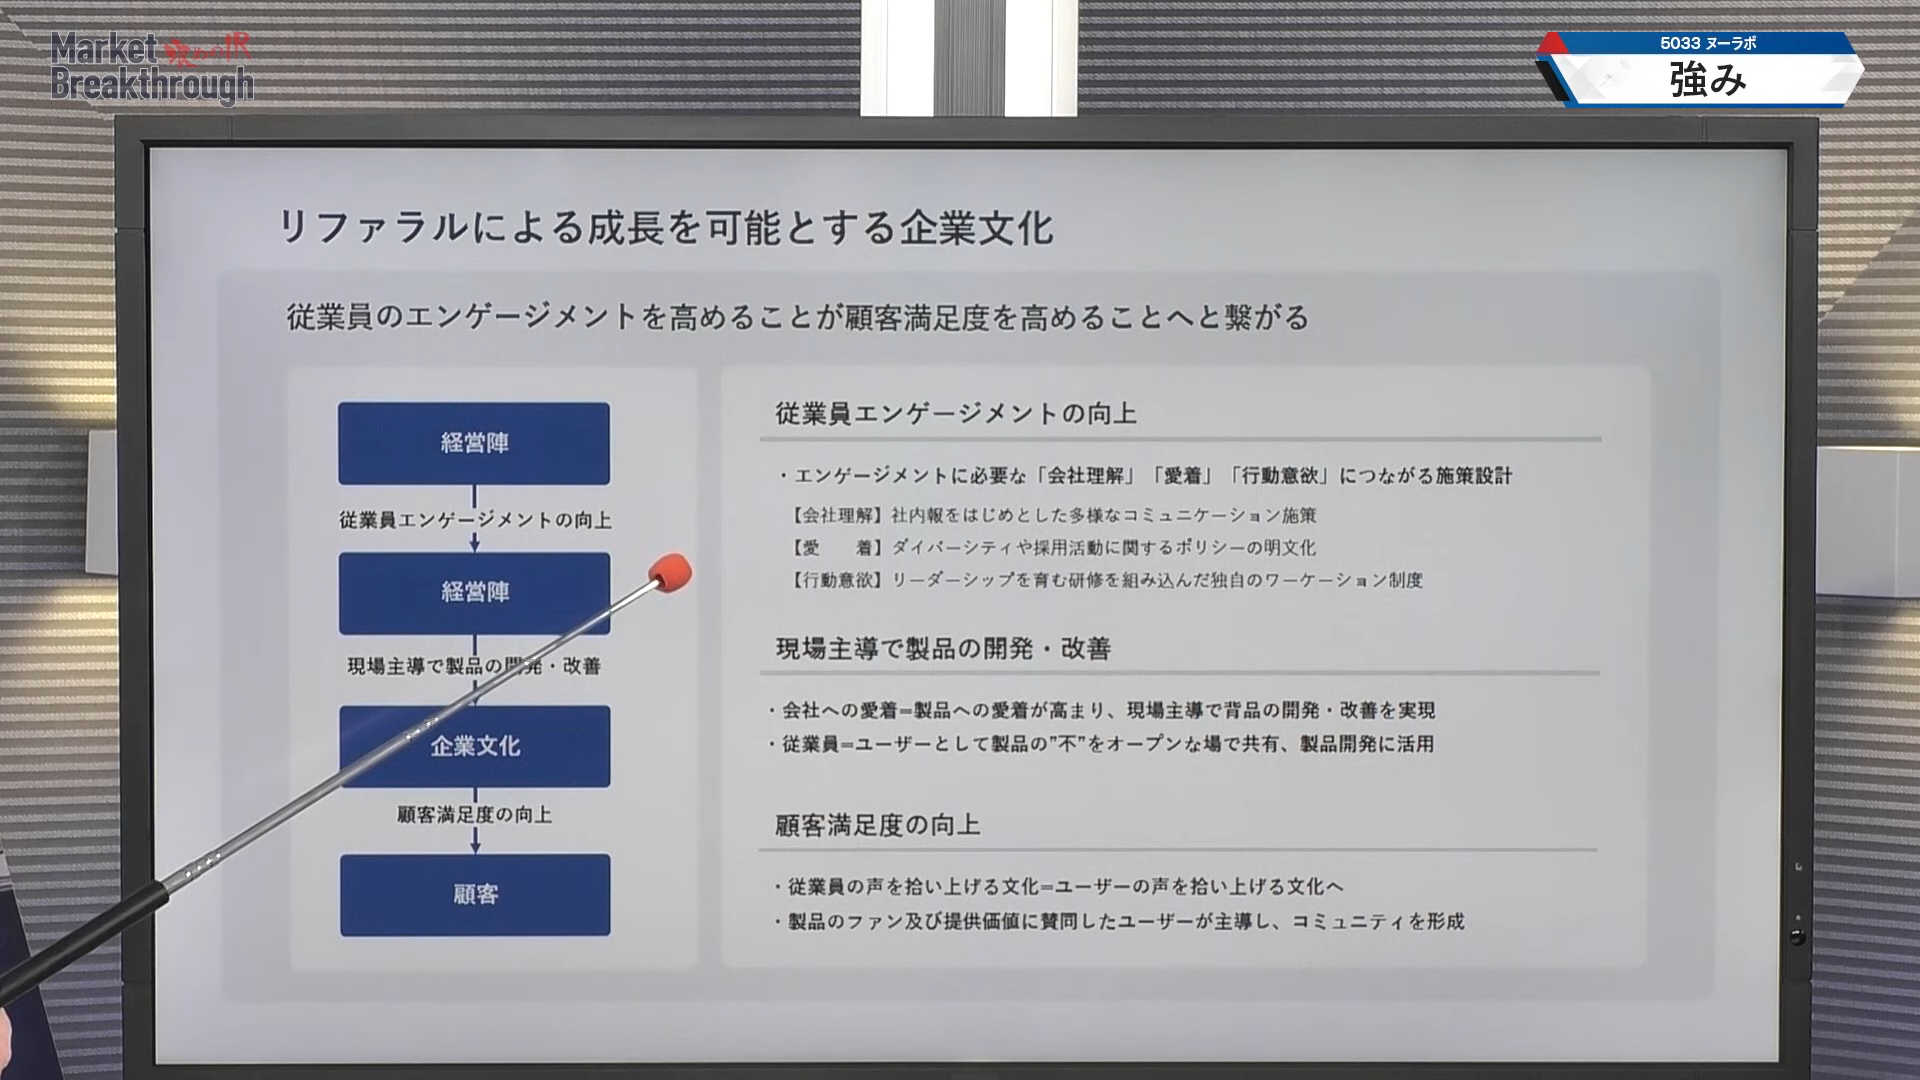 Market 攻めのIR
Breakthrough
5033 ヌーラボ
強み
リファラルによる成長を可能とする企業文化
従業員のエンゲージメントを高めることが顧客満足度を高めることへと繋がる
経営陣
従業員エンゲージメントの向上
経営陣
現場主導で製品の開発・改善
企業文化
顧客満足度の向上
顧客
従業員エンゲージメントの向上
・エンゲージメントに必要な「会社理解」「愛着」「行動意欲」につながる施策設計
【会社理解】社内報をはじめとした多様なコミュニケーション施策
【愛　　着】ダイバーシティや採用活動に関するポリシーの明文化
【行動意欲】リーダーシップを育む研修を組み込んだ独自のワーケーション制度
現場主導で製品の開発・改善
・会社への愛着=製品への愛着が高まり、現場主導で背品の開発・改善を実現
・従業員=ユーザーとして製品の”不”をオープンな場で共有、製品開発に活用
顧客満足度の向上
・従業員の声を拾い上げる文化=ユーザーの声を拾い上げる文化へ
・製品のファン及び提供価値に賛同したユーザーが主導し、コミュニティを形成